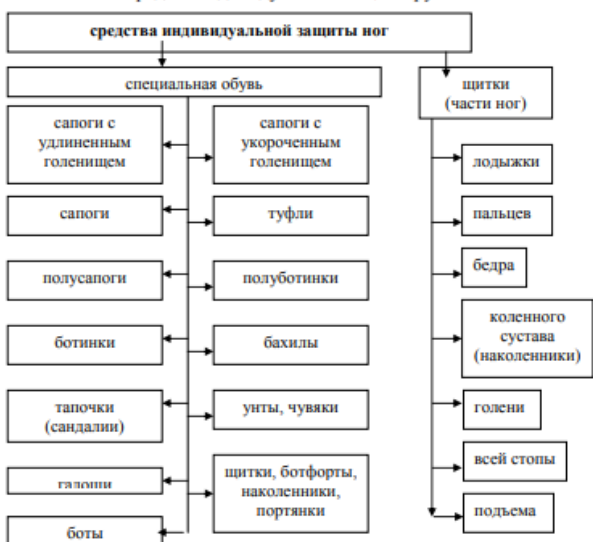 средства индивидуальной защиты ног
специальная обувь
щитки
(части ног)
сапоги с
удлиненным
голенищем
сапоги с
укороченным
голенищем
лодыжки
сапоги
туфли
пальцев
полусапоги
полуботинки
бедра
ботинки
бахилы
коленного
сустава
(наколенники)
тапочки
(сандалии)
унты, чувяки
голени
галоши
щитки, ботфорты,
наколенники,
портянки
всей стопы
боты
подъема